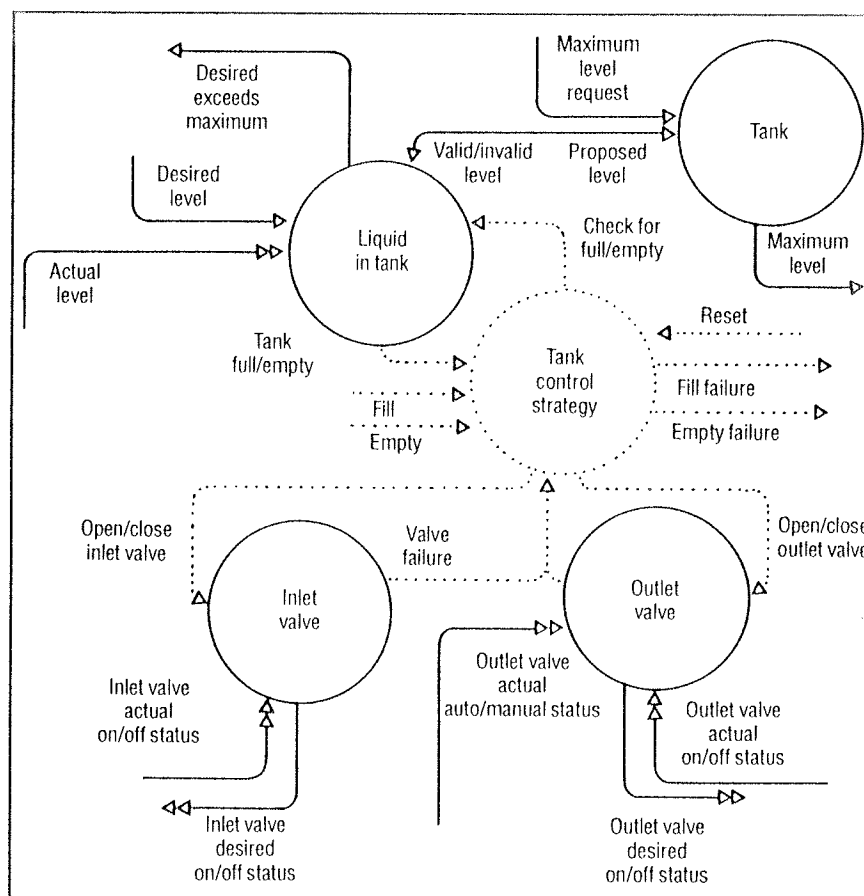 Desired
exceeds
maximum
Maximum
level
request
Tank
Valid/invalid
level
Proposed
level
Desired
level
Liquid
in tank
Check for
full/empty
Maximum
level
Actual
level
Tank
full/empty
Reset
Tank
control
strategy
Fill
Empty
Fill failure
Empty failure
Open/close
inlet valve
Valve
failure
Open/close
outlet valve
Inlet
valve
Outlet
valve
Inlet valve
actual
on/off status
Outlet valve
actual
auto/manual status
Outlet valve
actual
on/off status
Inlet valve
desired
on/off status
Outlet valve
desired
on/off status